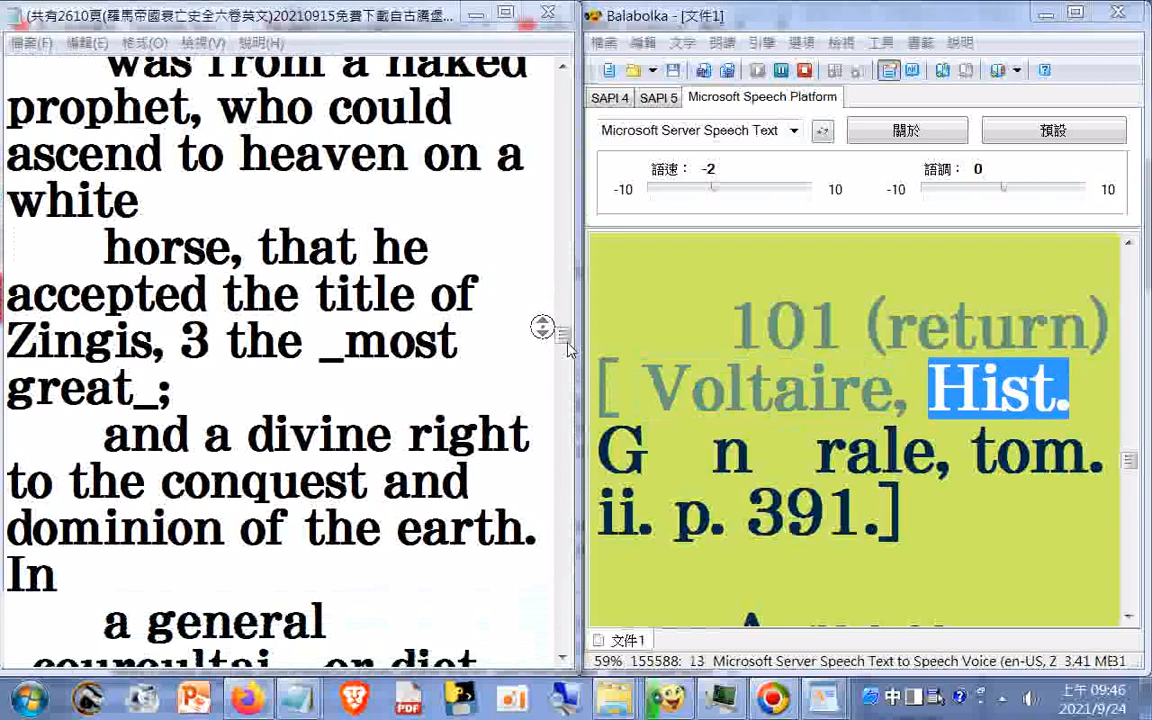 (共有2610頁(羅馬帝國衰亡史全六卷英文)20210915免費下載自古騰堡...
檔案(F) 編輯(E) 格式(O) 檢視(V) 說明(H)
was from a naked
prophet, who could
ascend to heaven on a
white
horse, that he
accepted the title of
Zingis, 3 the _most
great_;
and a divine right
to the conquest and
dominion of the earth.
In
a general
_couroultai_, or diet,
Balabolka - [文件1]
檔案 編輯 文字 朗讀 引擎 選項 檢視 工具 書籤 說明
SAPI 4 SAPI 5 Microsoft Speech Platform
Microsoft Server Speech Text 關於 預設
語速: -2 語調: 0
-10 10 -10 10
101 (return)
[ Voltaire, Hist.
G n rale, tom.
ii. p. 391.]
文件1
59% 155588: 13 Microsoft Server Speech Text to Speech Voice (en-US, Z 3.41 MB1
中
上午 09:46
2021/9/24